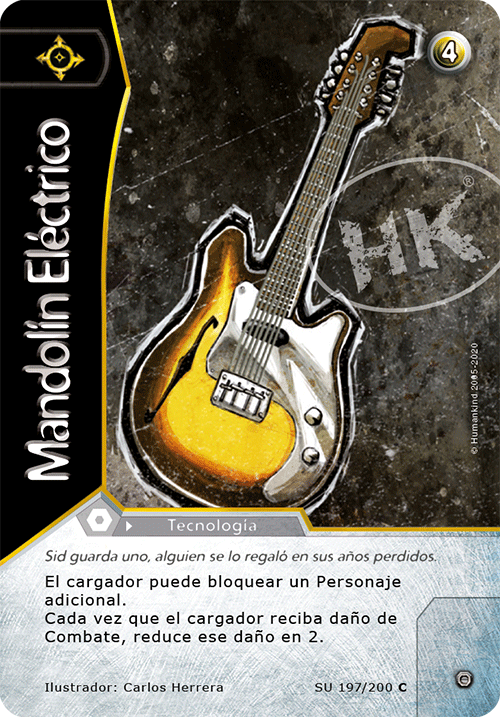 4
Mandolín Eléctrico
HK®
© Humankind 2005-2020
Tecnología
Sid guarda uno, alguien se lo regaló en sus años perdidos.
El cargador puede bloquear un Personaje
adicional.
Cada vez que el cargador reciba daño de
Combate, reduce ese daño en 2.
Ilustrador: Carlos Herrera
SU 197/200 C